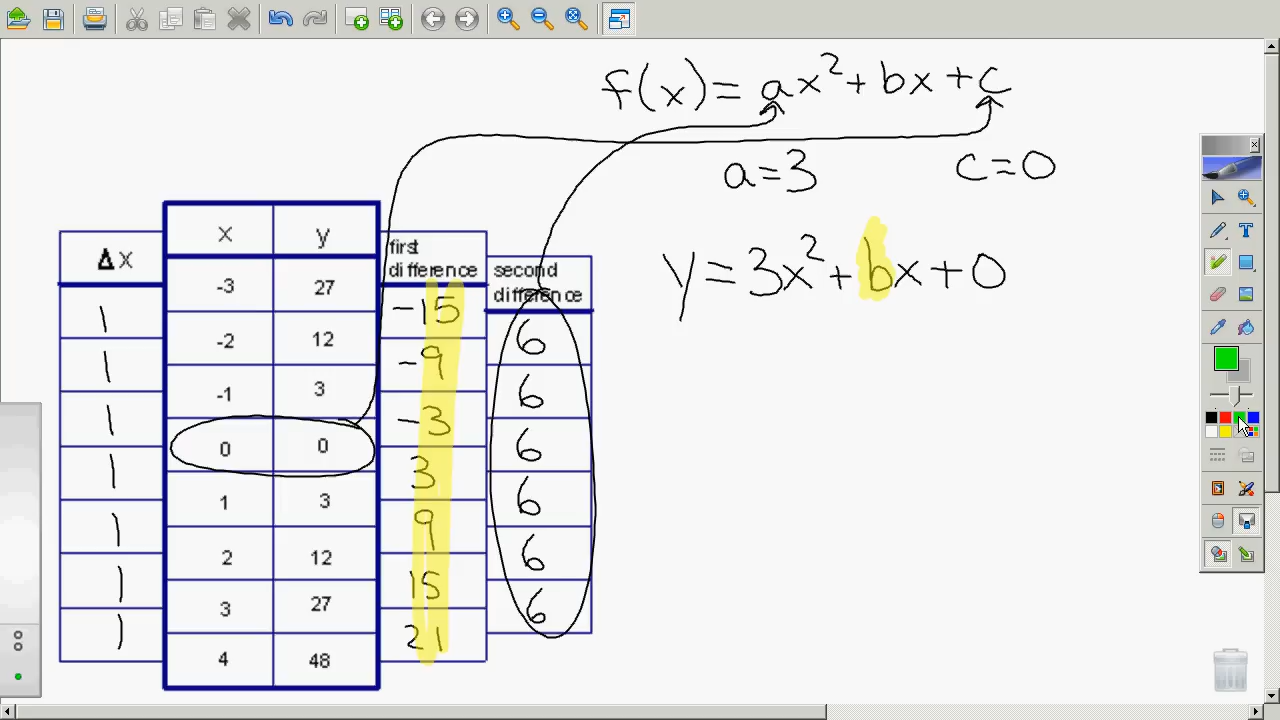 f(x) = ax² + bx + c
a = 3 c = 0
y = 3x² + bx + 0
Δx x y first difference second difference
-3 27
1 -15
-2 12 6
1 -9
-1 3 6
1 -3
0 0 6
1 3
1 3 6
1 9
2 12 6
1 15
3 27 6
1 21
4 48